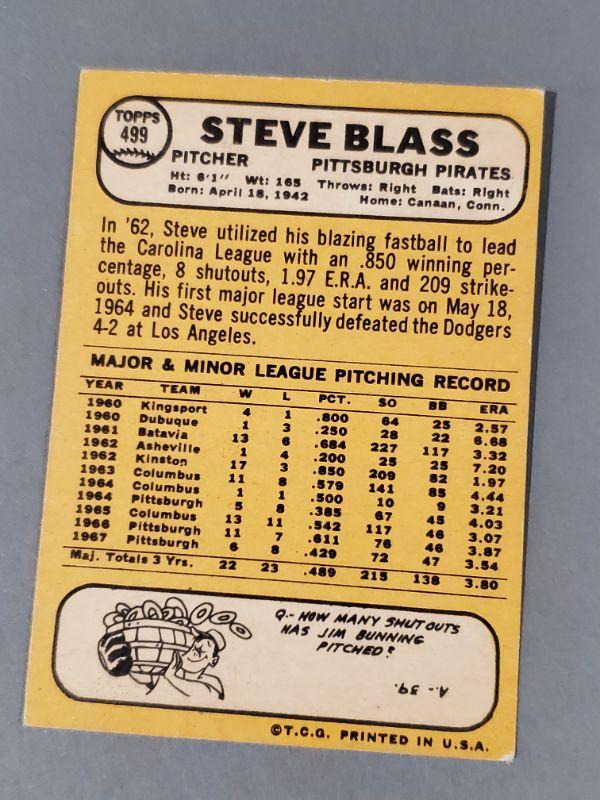 TOPPS
499
STEVE BLASS
PITCHER PITTSBURGH PIRATES
Ht: 6'1" Wt: 165 Throws: Right Bats: Right
Born: April 18, 1942 Home: Canaan, Conn.
In '62, Steve utilized his blazing fastball to lead
the Carolina League with an .850 winning per-
centage, 8 shutouts, 1.97 E.R.A. and 209 strike-
outs. His first major league start was on May 18,
1964 and Steve successfully defeated the Dodgers
4-2 at Los Angeles.
MAJOR & MINOR LEAGUE PITCHING RECORD
YEAR TEAM W L PCT. SO BB ERA
1960 Kingsport 4 1 .800 64 25 2.57
1960 Dubuque 1 3 .250 28 22 6.68
1961 Batavia 13 6 .684 227 117 3.32
1962 Asheville 1 4 .200 25 25 7.20
1962 Kinston 17 3 .850 209 82 1.97
1963 Columbus 11 8 .579 141 85 4.44
1964 Columbus 1 1 .500 10 9 3.21
1964 Pittsburgh 5 8 .385 67 45 4.03
1965 Columbus 13 11 .542 117 46 3.07
1966 Pittsburgh 11 7 .611 76 46 3.87
1967 Pittsburgh 6 8 .429 72 47 3.54
Maj. Totals 3 Yrs. 22 23 .489 215 138 3.80
Q.- HOW MANY SHUTOUTS
HAS JIM BUNNING
PITCHED?
A.- 39.
©T.C.G. PRINTED IN U.S.A.